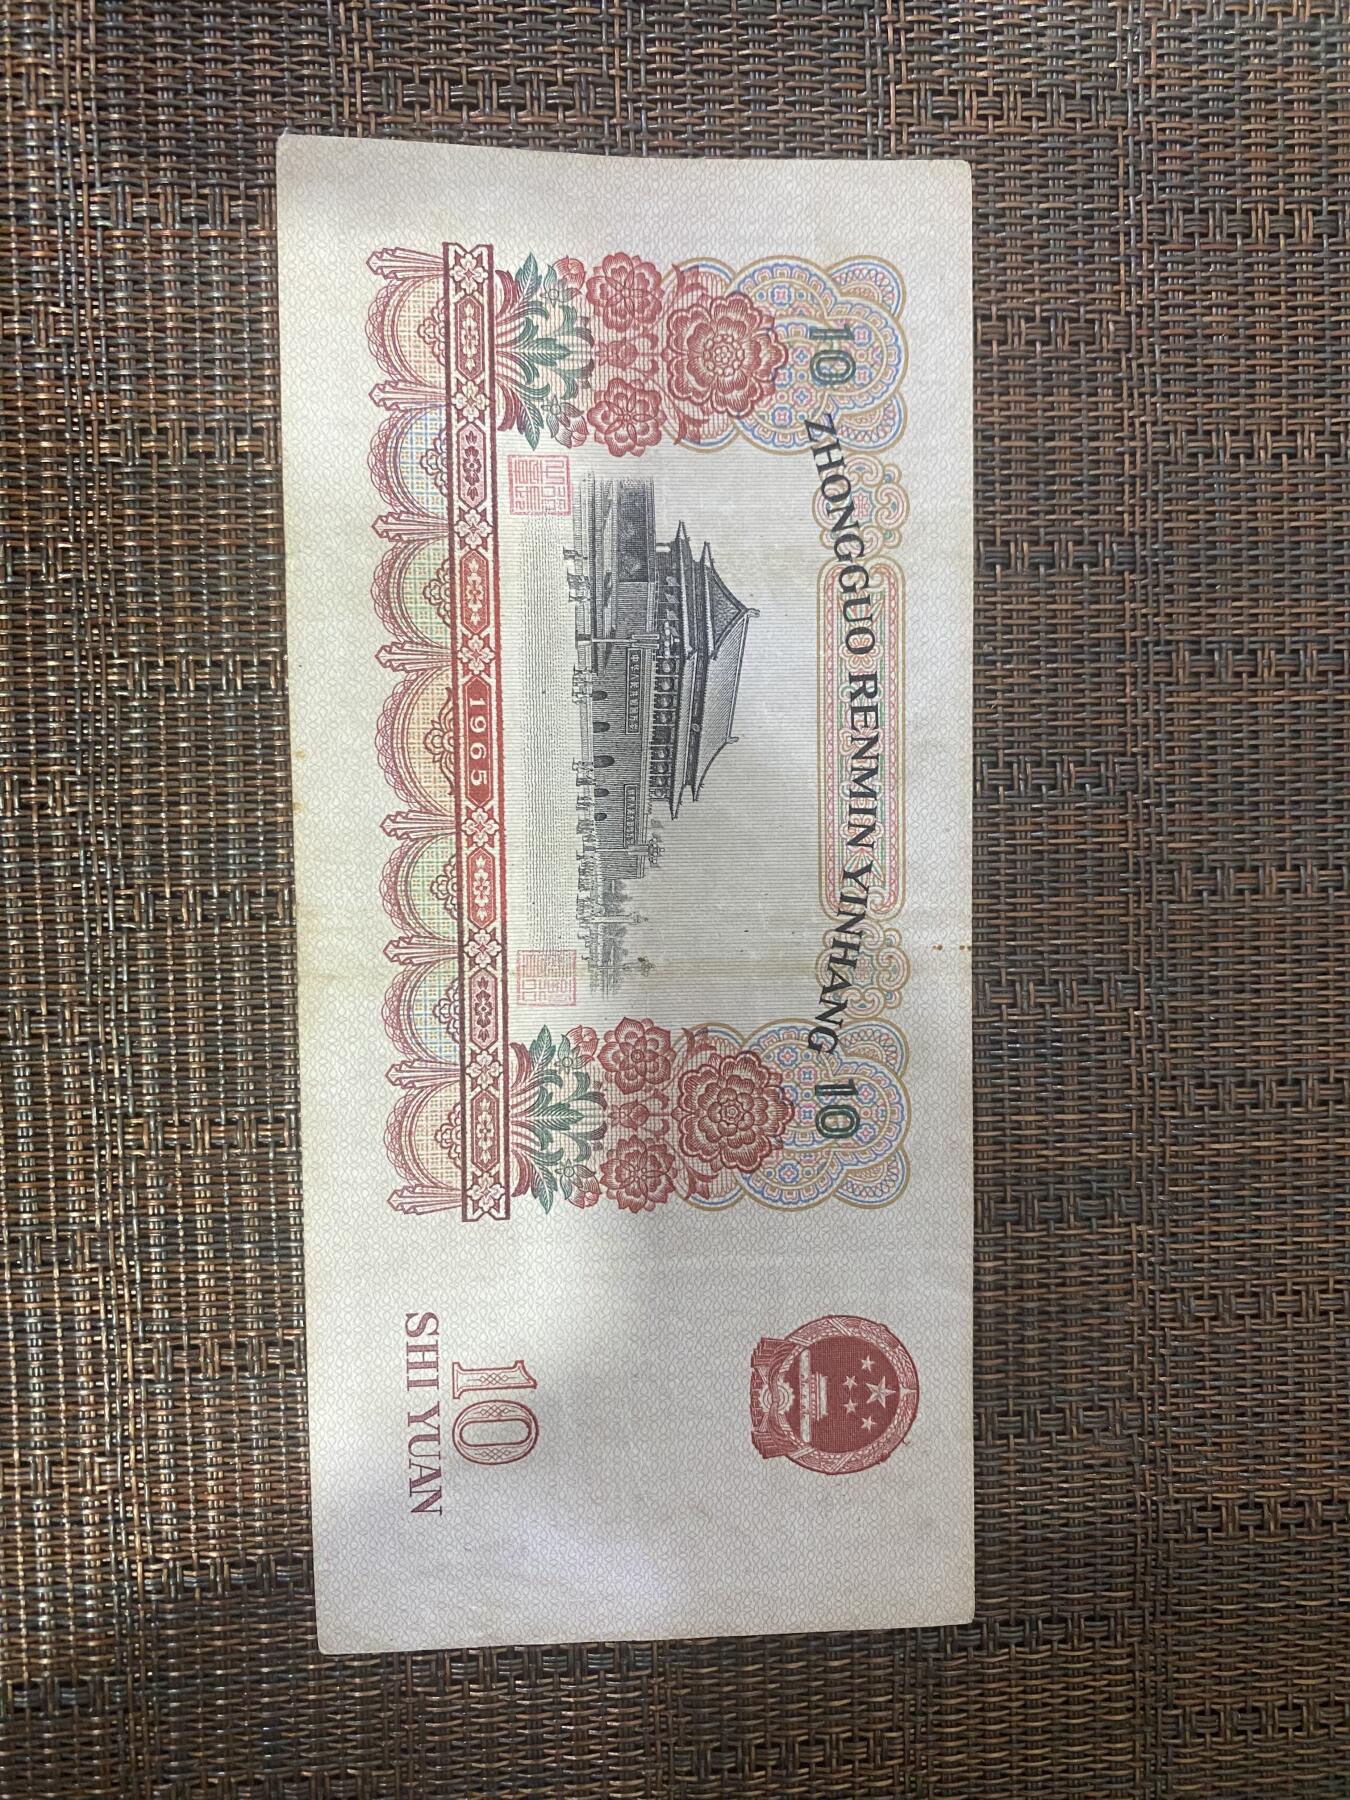 10 ZHONGGUO RENMIN YINHANG 10
1965
10
SHI YUAN